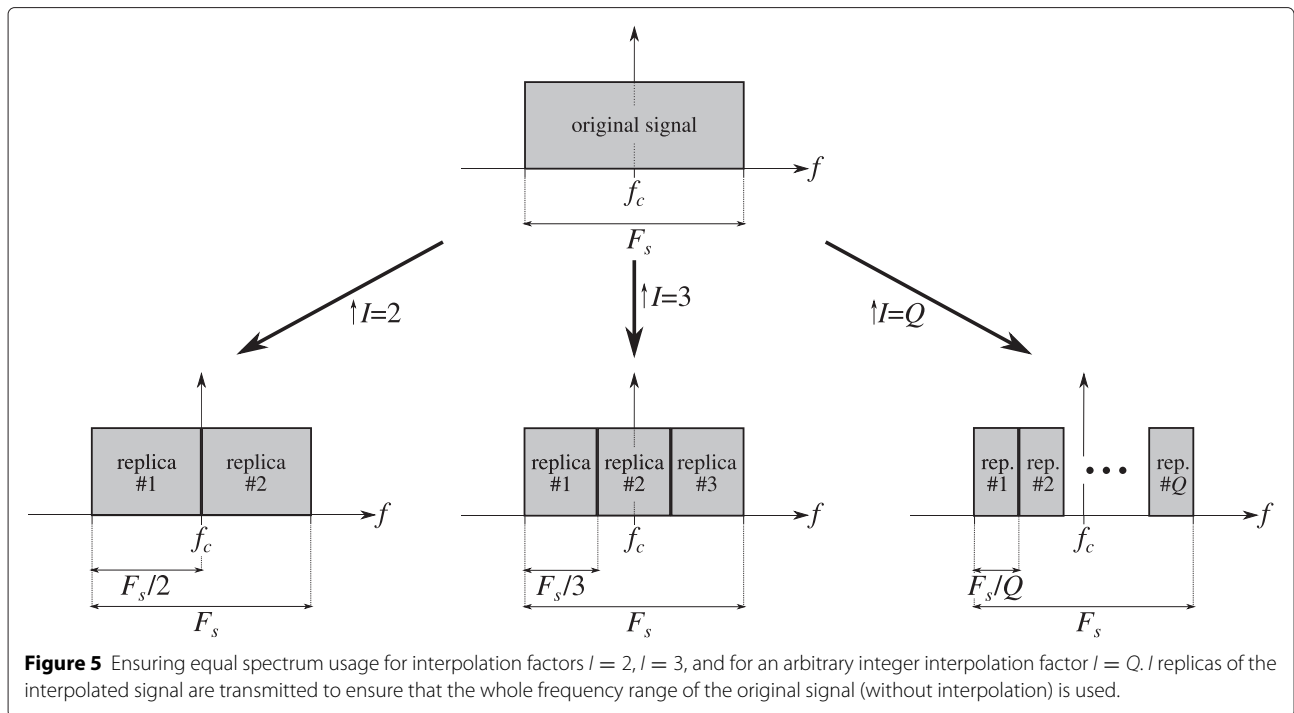 original signal
f
f_c
F_s
↑I=2
↑I=3
↑I=Q
replica #1
replica #2
f
f_c
F_s/2
F_s
replica #1
replica #2
replica #3
f
f_c
F_s/3
F_s
rep. #1
rep. #2
•••
rep. #Q
f
f_c
F_s/Q
F_s
Figure 5 Ensuring equal spectrum usage for interpolation factors I = 2, I = 3, and for an arbitrary integer interpolation factor I = Q. I replicas of the
interpolated signal are transmitted to ensure that the whole frequency range of the original signal (without interpolation) is used.